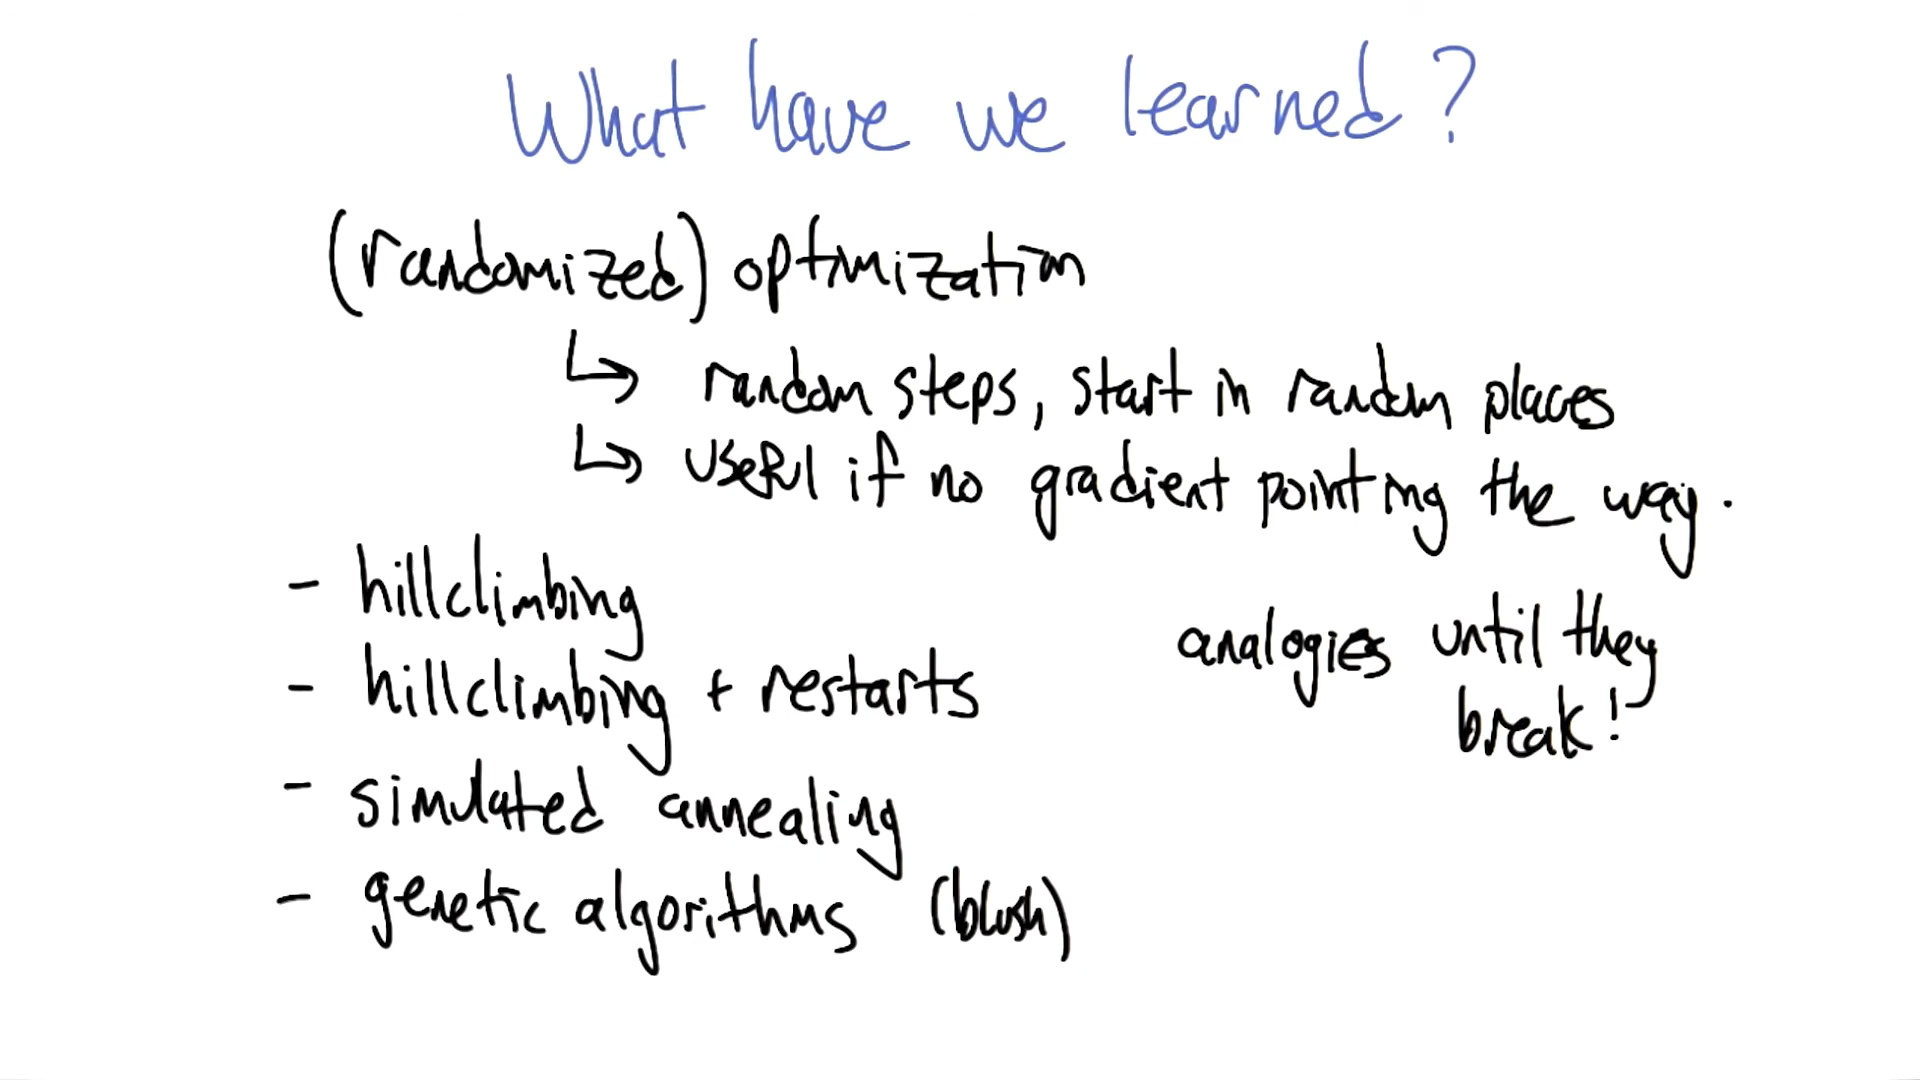 What have we learned?
(randomized) optimization
↳ random steps, start in random places
↳ useful if no gradient pointing the way.
- hillclimbing
- hillclimbing + restarts
- simulated annealing
- genetic algorithms (blush)
analogies until they
break!